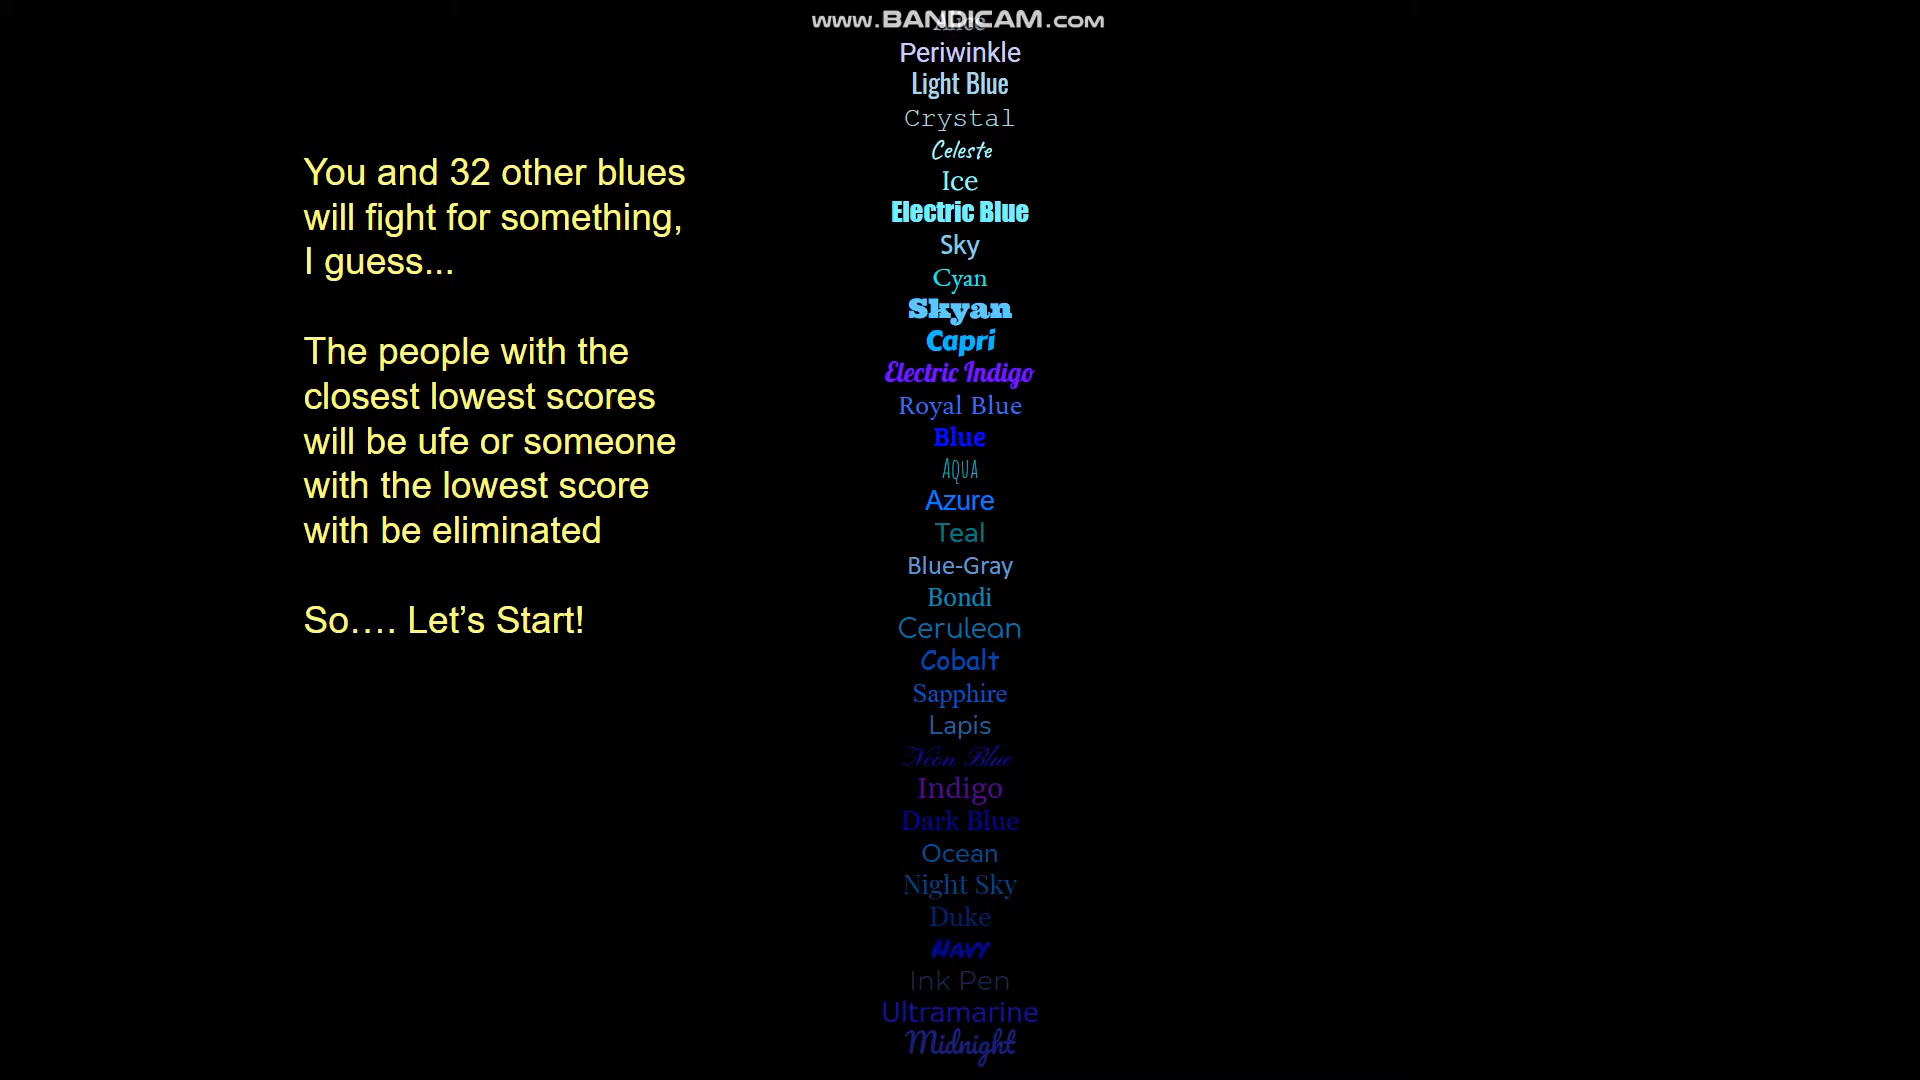 www.BANDICAM.com
You and 32 other blues
will fight for something,
I guess...
The people with the
closest lowest scores
will be ufe or someone
with the lowest score
with be eliminated
So.... Let’s Start!
Alice
Periwinkle
Light Blue
Crystal
Celeste
Ice
Electric Blue
Sky
Cyan
Skyan
Capri
Electric Indigo
Royal Blue
Blue
Aqua
Azure
Teal
Blue-Gray
Bondi
Cerulean
Cobalt
Sapphire
Lapis
Neon Blue
Indigo
Dark Blue
Ocean
Night Sky
Duke
Navy
Ink Pen
Ultramarine
Midnight